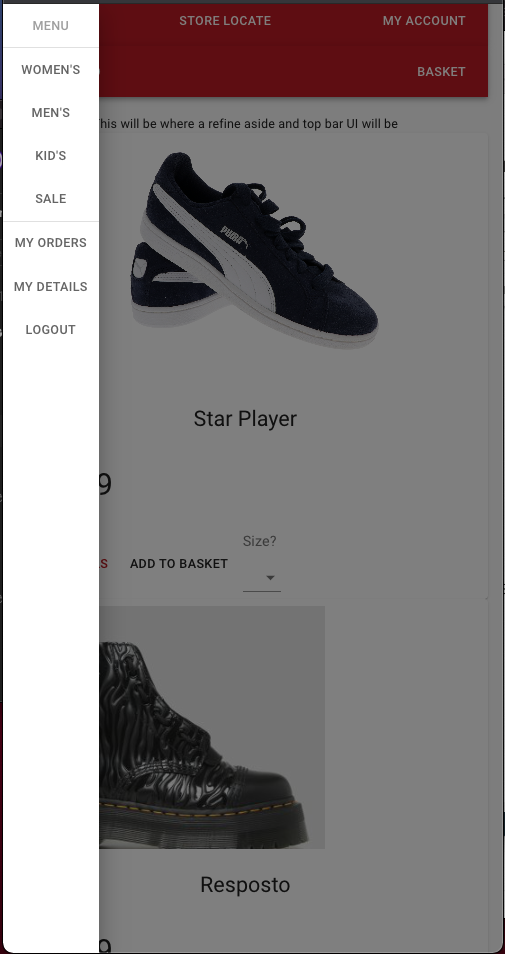 MENU
WOMEN'S
MEN'S
KID'S
SALE
MY ORDERS
MY DETAILS
LOGOUT
STORE LOCATE
MY ACCOUNT
BASKET
his will be where a refine aside and top bar UI will be
PUMA
Star Player
9
Size?
S
ADD TO BASKET
Resposto
9